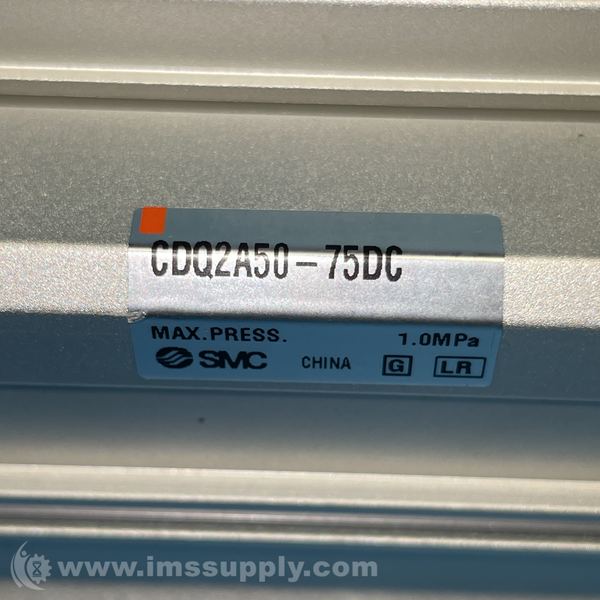 CDQ2A50-75DC
MAX.PRESS. 1.0MPa
SMC CHINA G LR
www.imssupply.com